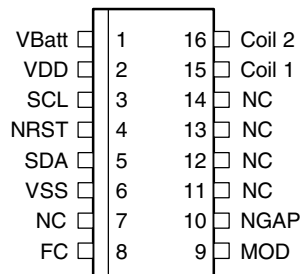 VBatt 1 16 Coil 2
VDD 2 15 Coil 1
SCL 3 14 NC
NRST 4 13 NC
SDA 5 12 NC
VSS 6 11 NC
NC 7 10 NGAP
FC 8 9 MOD